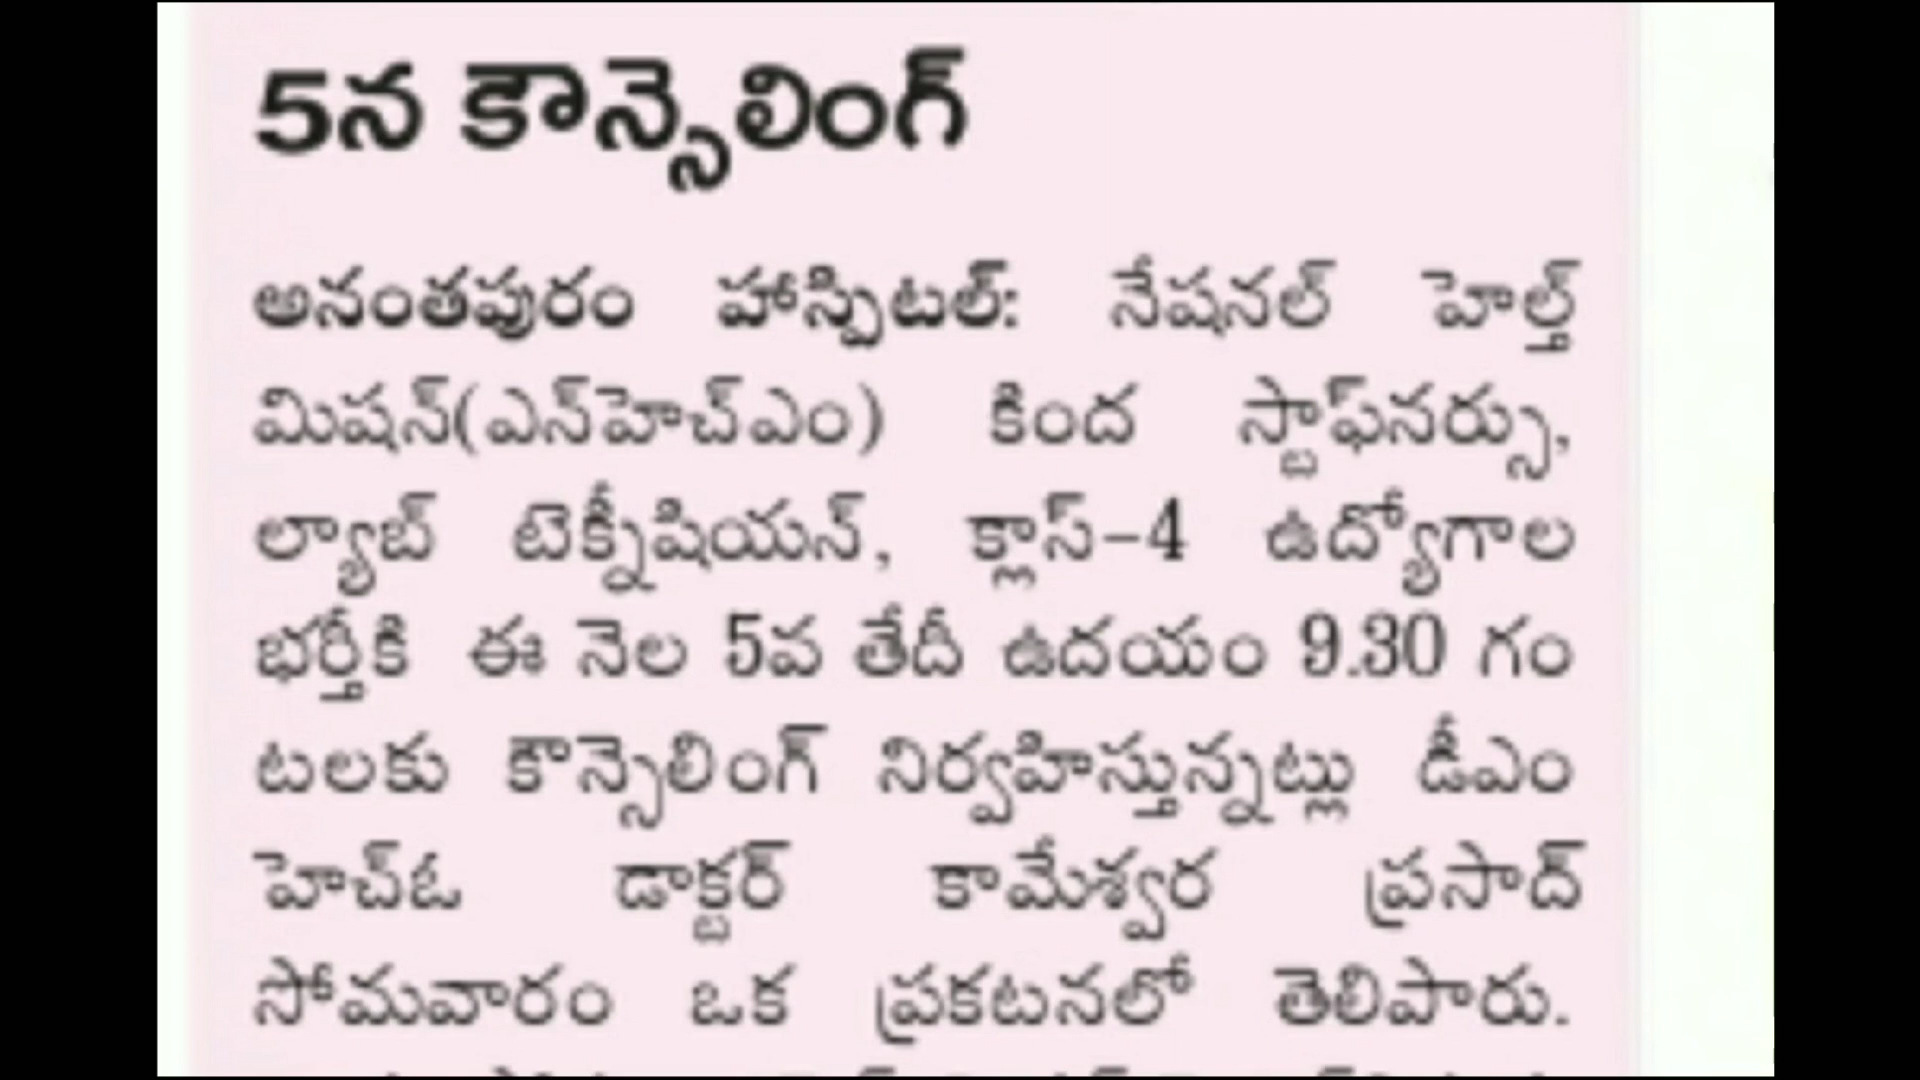 5న కౌన్సెలింగ్
అనంతపురం హాస్పిటల్: నేషనల్ హెల్త్
మిషన్(ఎన్‌హెచ్‌ఎం) కింద స్టాఫ్‌నర్సు,
ల్యాబ్ టెక్నీషియన్, క్లాస్-4 ఉద్యోగాల
భర్తీకి ఈ నెల 5వ తేదీ ఉదయం 9.30 గం
టలకు కౌన్సెలింగ్ నిర్వహిస్తున్నట్లు డీఎం
హెచ్‌ఓ డాక్టర్ కామేశ్వర ప్రసాద్
సోమవారం ఒక ప్రకటనలో తెలిపారు.